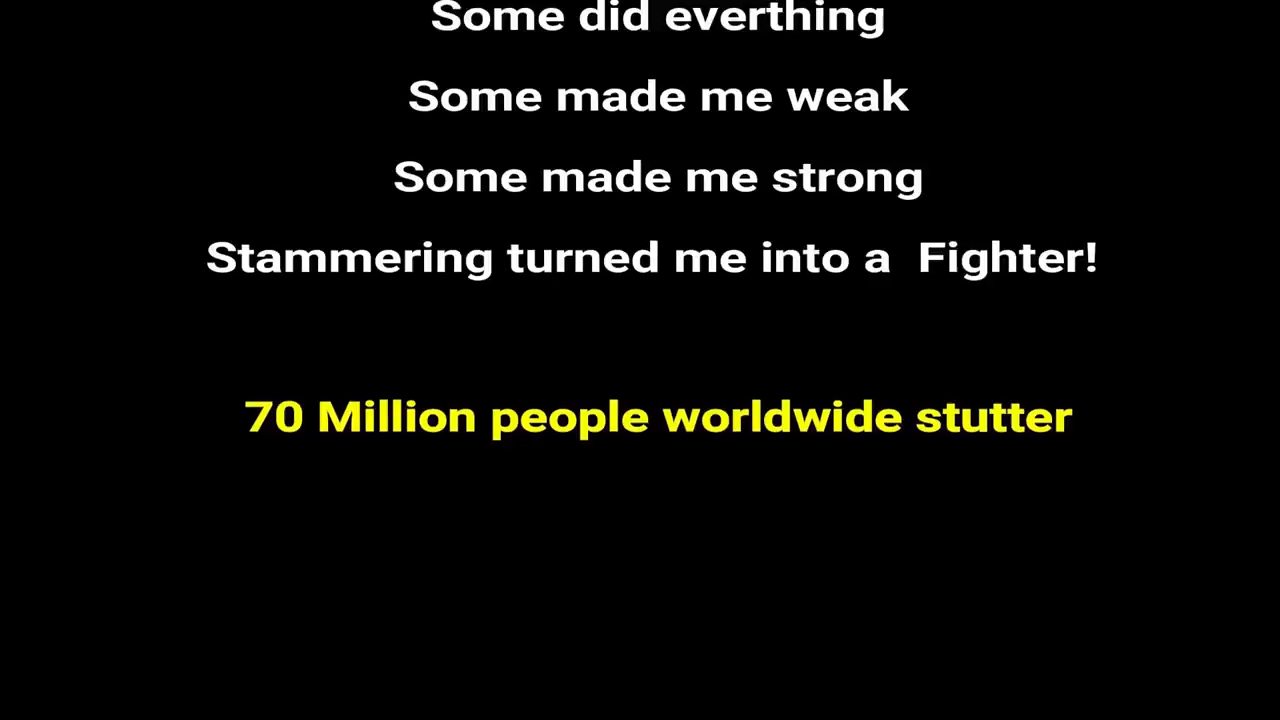 Some did everthing
Some made me weak
Some made me strong
Stammering turned me into a  Fighter!
70 Million people worldwide stutter